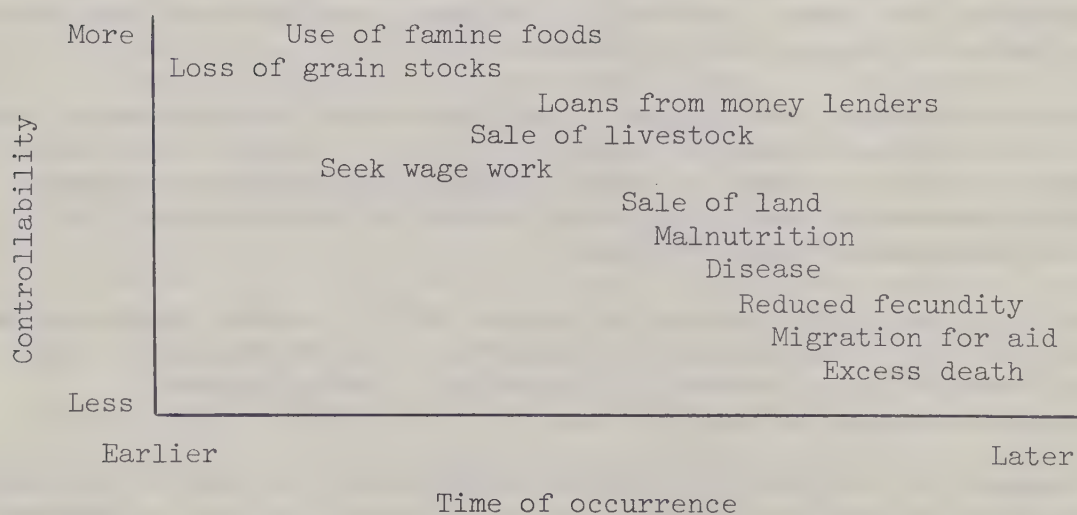 More
Use of famine foods
Loss of grain stocks
Loans from money lenders
Sale of livestock
Seek wage work
Sale of land
Malnutrition
Disease
Reduced fecundity
Migration for aid
Excess death
Less
Controllability
Earlier
Later
Time of occurrence